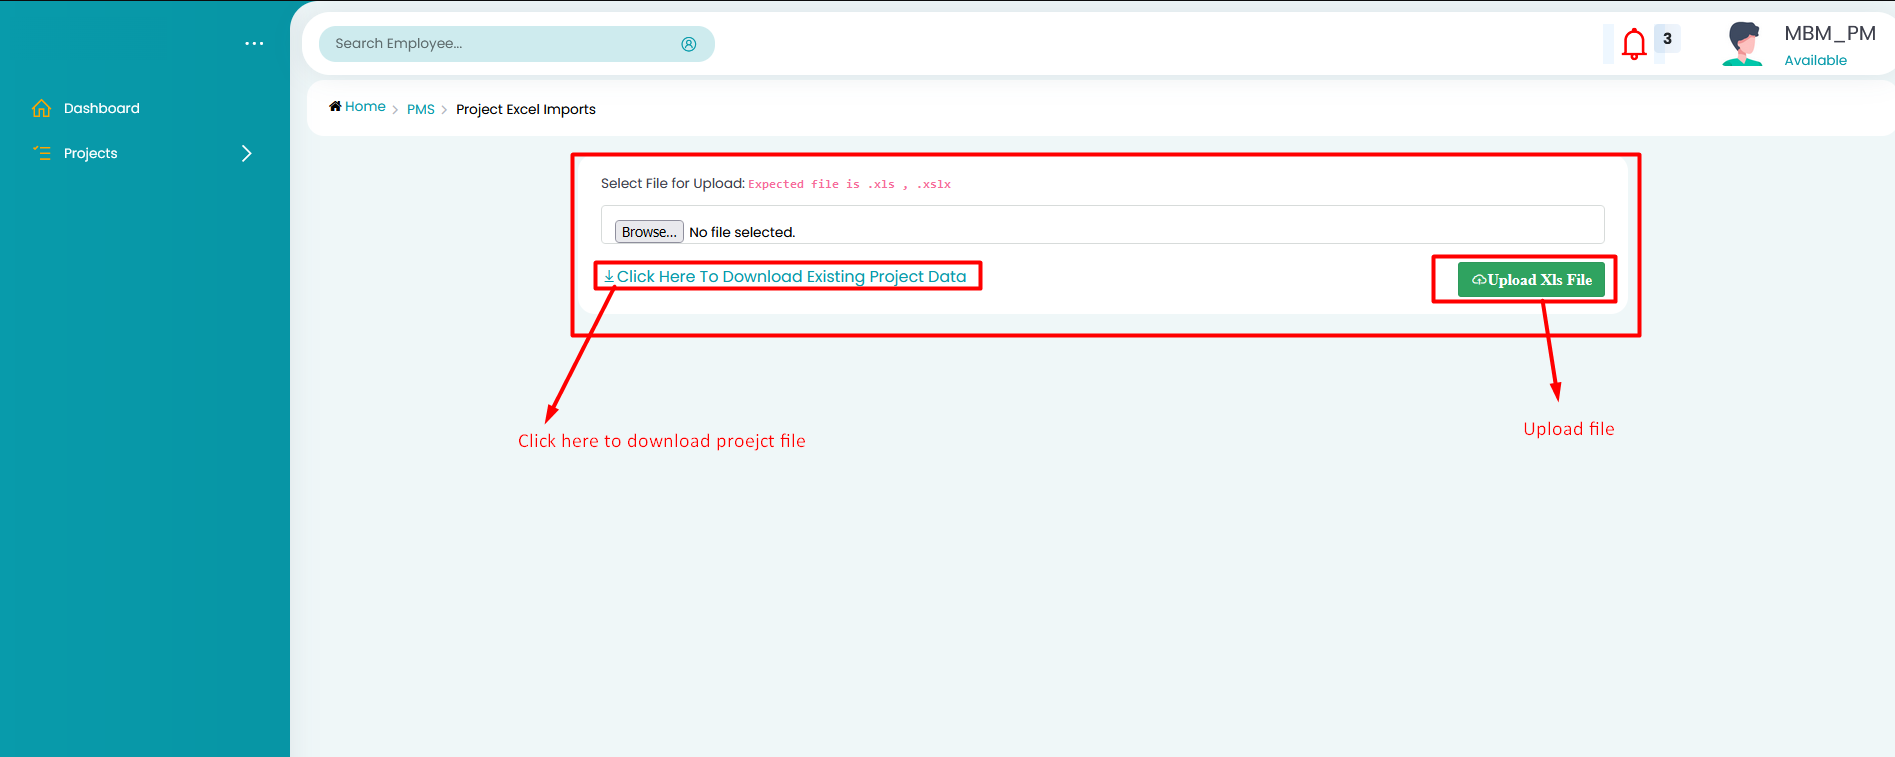 ...
Search Employee...
3
MBM_PM
Available
Dashboard
Projects
Home > PMS > Project Excel Imports
Select File for Upload: Expected file is .xls , .xslx
Browse... No file selected.
Click Here To Download Existing Project Data
Upload Xls File
Click here to download proejct file
Upload file